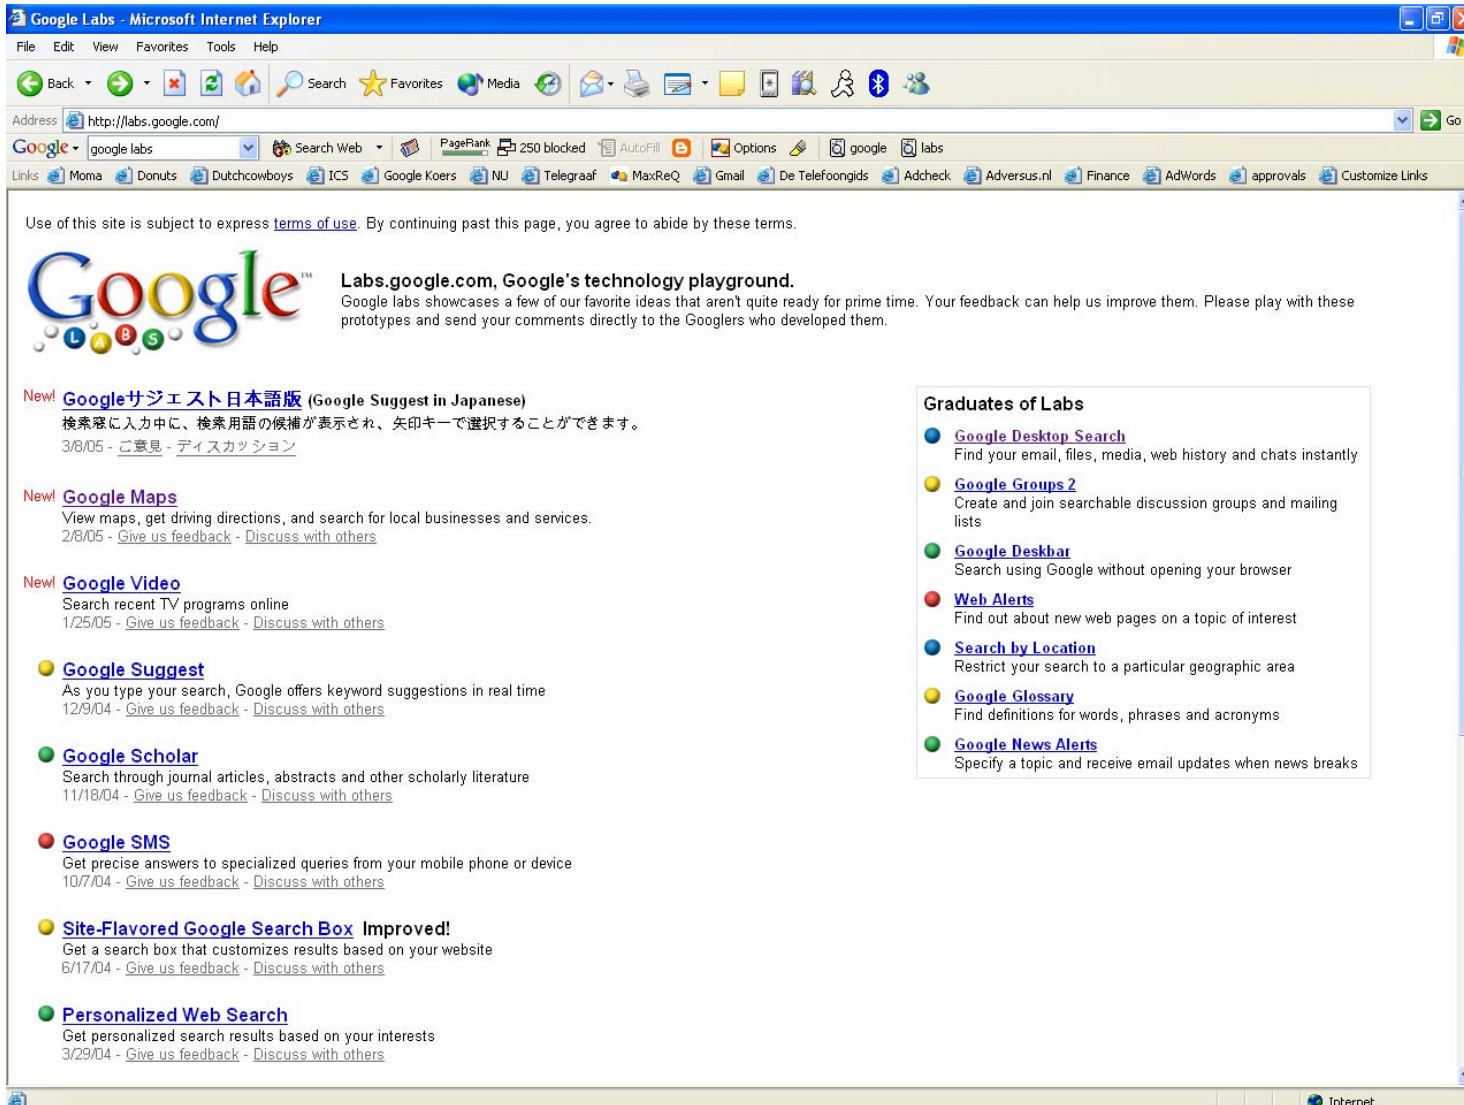 Google Labs - Microsoft Internet Explorer
File Edit View Favorites Tools Help
Back Search Favorites Media
Address http://labs.google.com/ Go
Google google labs Search Web PageRank 250 blocked AutoFill Options google labs
Links Moma Donuts Dutchcowboys ICS Google Koers NU Telegraaf MaxReQ Gmail De Telefoongids Adcheck Adversus.nl Finance AdWords approvals Customize Links
Use of this site is subject to express terms of use. By continuing past this page, you agree to abide by these terms.
Google™
LABS
Labs.google.com, Google's technology playground.
Google labs showcases a few of our favorite ideas that aren't quite ready for prime time. Your feedback can help us improve them. Please play with these
prototypes and send your comments directly to the Googlers who developed them.
New! Googleサジェスト日本語版 (Google Suggest in Japanese)
検索窓に入力中に、検索用語の候補が表示され、矢印キーで選択することができます。
3/8/05 - ご意見 - ディスカッション
New! Google Maps
View maps, get driving directions, and search for local businesses and services.
2/8/05 - Give us feedback - Discuss with others
New! Google Video
Search recent TV programs online
1/25/05 - Give us feedback - Discuss with others
Google Suggest
As you type your search, Google offers keyword suggestions in real time
12/9/04 - Give us feedback - Discuss with others
Google Scholar
Search through journal articles, abstracts and other scholarly literature
11/18/04 - Give us feedback - Discuss with others
Google SMS
Get precise answers to specialized queries from your mobile phone or device
10/7/04 - Give us feedback - Discuss with others
Site-Flavored Google Search Box Improved!
Get a search box that customizes results based on your website
6/17/04 - Give us feedback - Discuss with others
Personalized Web Search
Get personalized search results based on your interests
3/29/04 - Give us feedback - Discuss with others
Graduates of Labs
Google Desktop Search
Find your email, files, media, web history and chats instantly
Google Groups 2
Create and join searchable discussion groups and mailing
lists
Google Deskbar
Search using Google without opening your browser
Web Alerts
Find out about new web pages on a topic of interest
Search by Location
Restrict your search to a particular geographic area
Google Glossary
Find definitions for words, phrases and acronyms
Google News Alerts
Specify a topic and receive email updates when news breaks
Internet